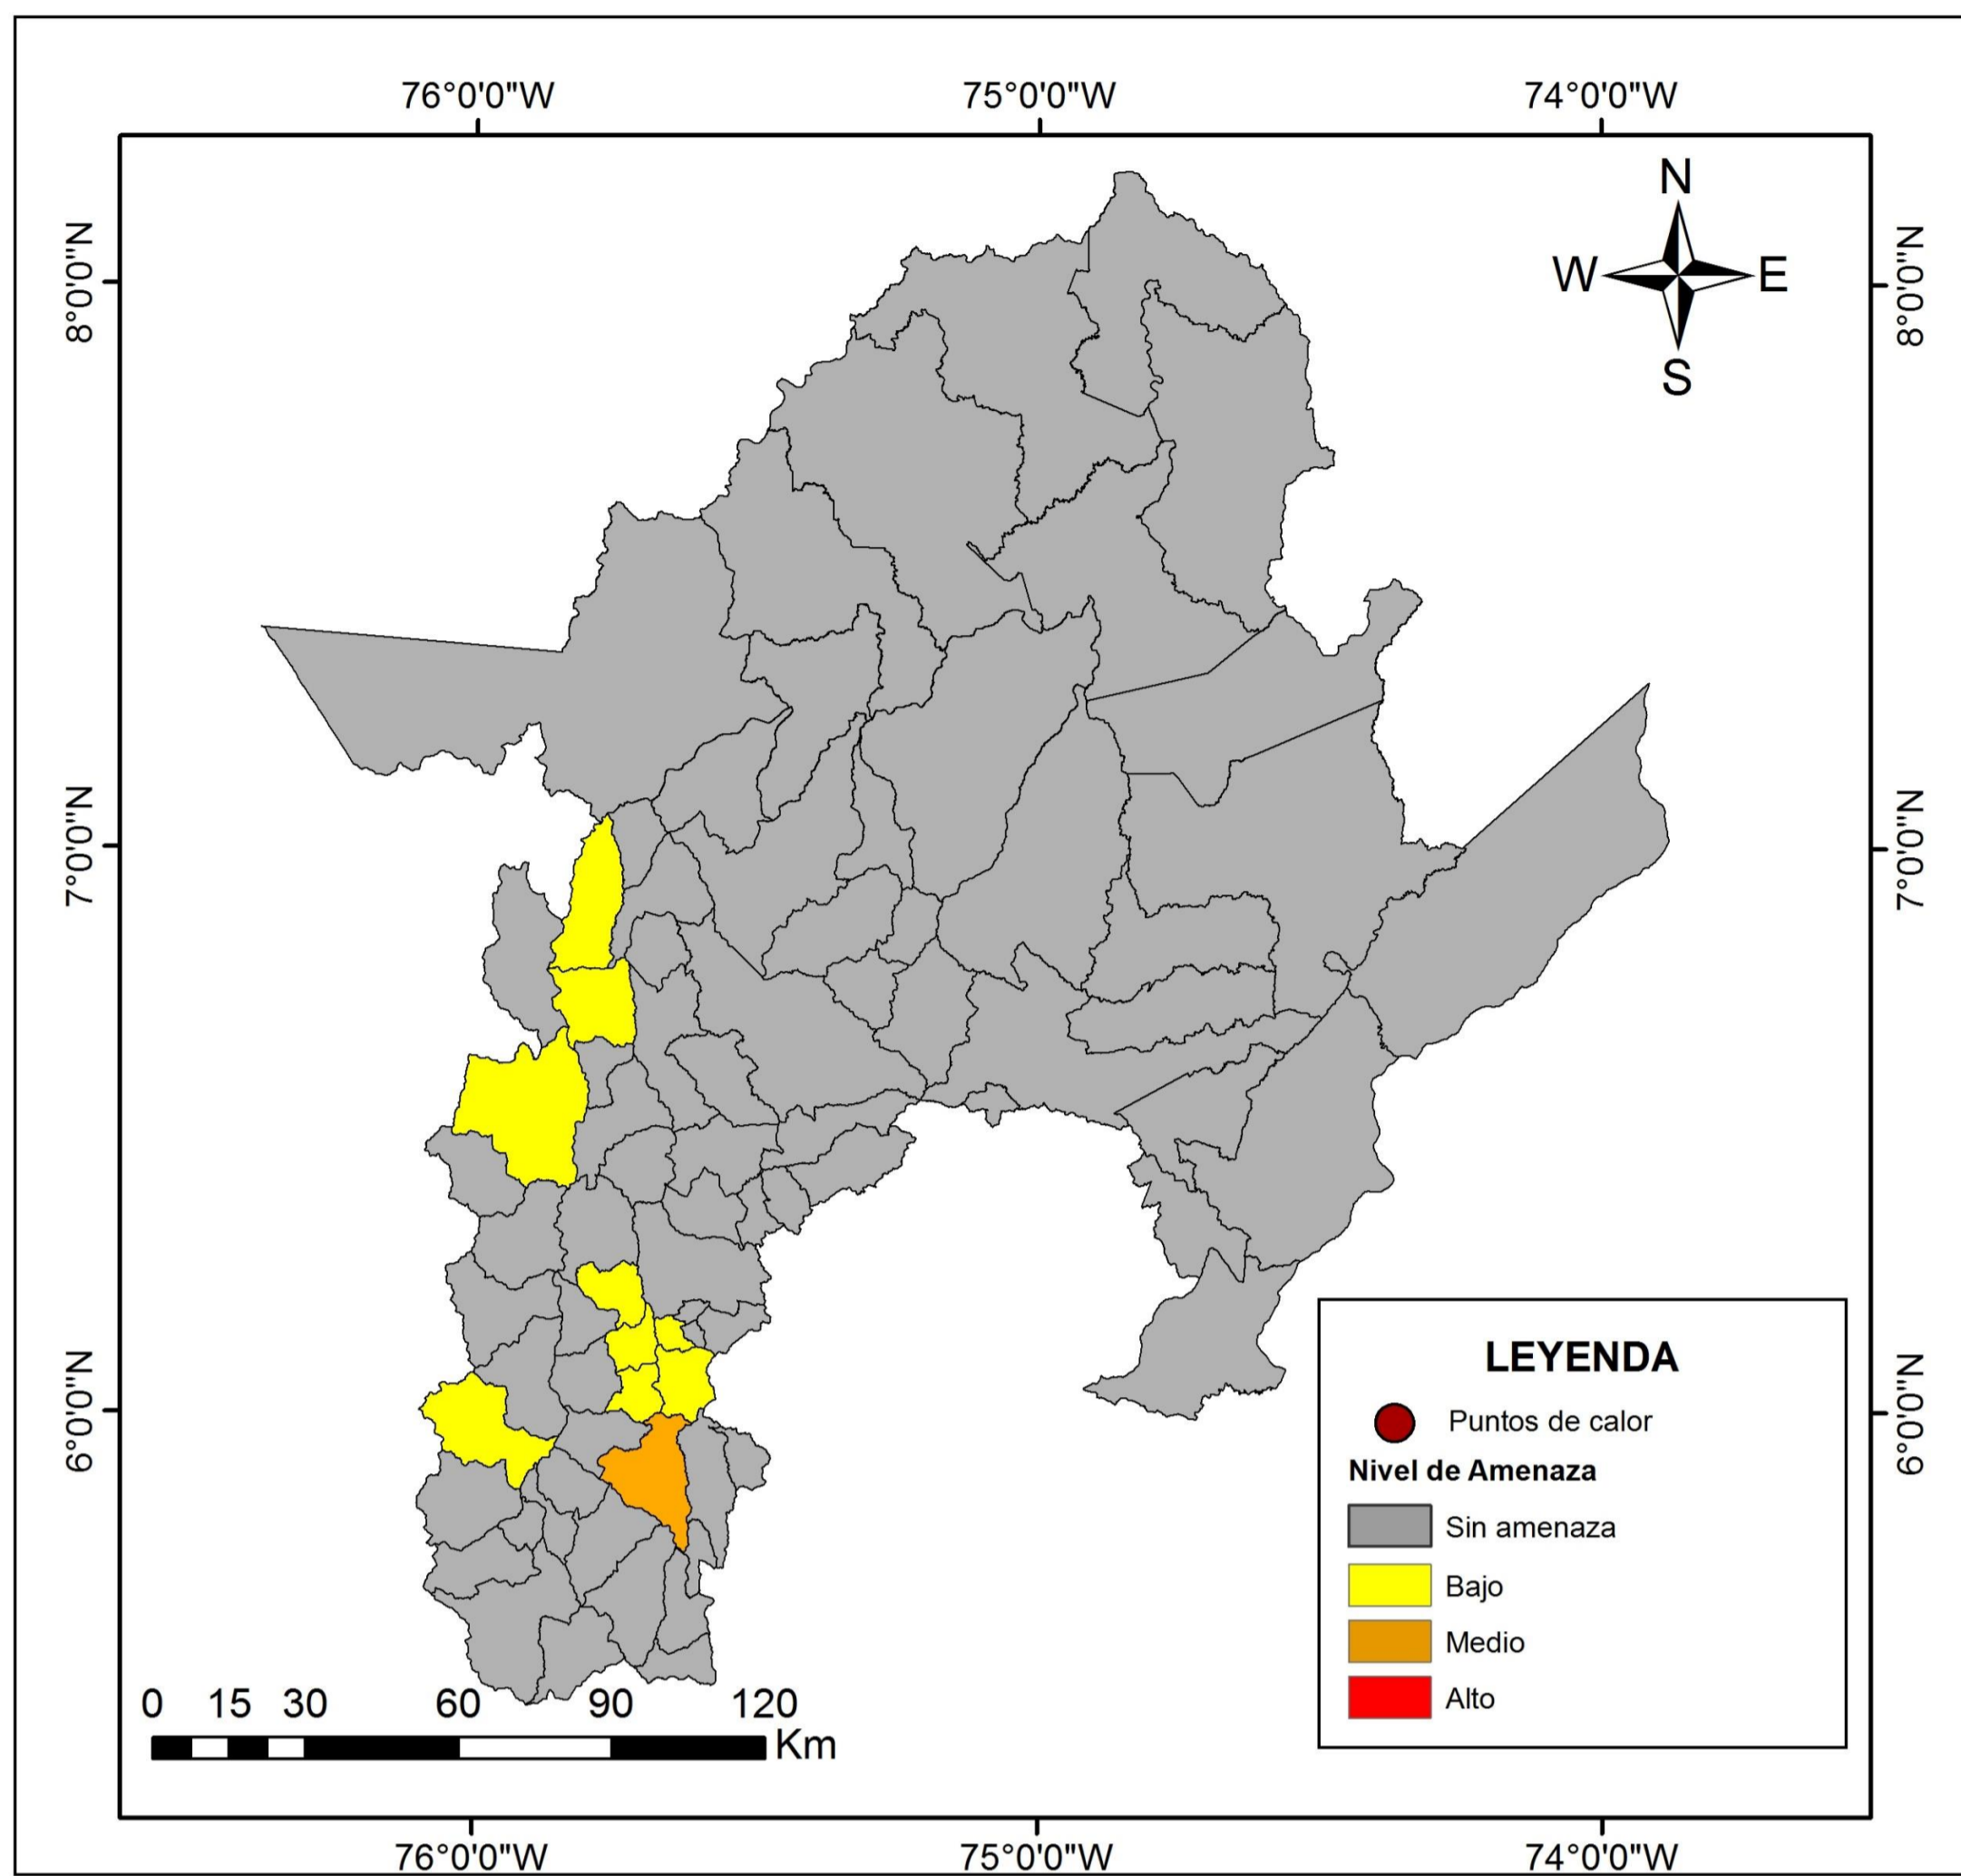 76°0'0"W 75°0'0"W 74°0'0"W
N
W E
S
8°0'0"N 8°0'0"N
7°0'0"N 7°0'0"N
6°0'0"N 6°0'0"N
LEYENDA
Puntos de calor
Nivel de Amenaza
Sin amenaza
Bajo
Medio
Alto
0 15 30 60 90 120
Km
76°0'0"W 75°0'0"W 74°0'0"W